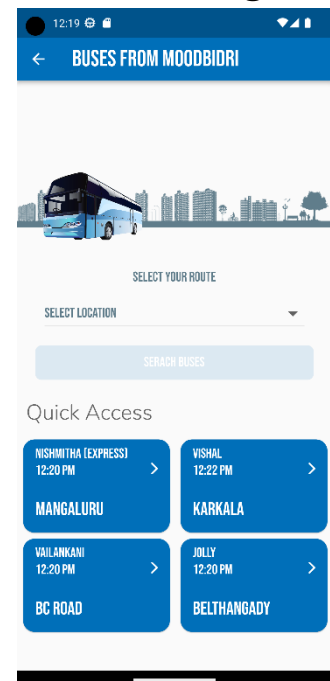 12:19
BUSES FROM MOODBIDRI
SELECT YOUR ROUTE
SELECT LOCATION
SERACH BUSES
Quick Access
NISHMITHA (EXPRESS)
12:20 PM
MANGALURU
VISHAL
12:22 PM
KARKALA
VAILANKANI
12:20 PM
BC ROAD
JOLLY
12:20 PM
BELTHANGADY